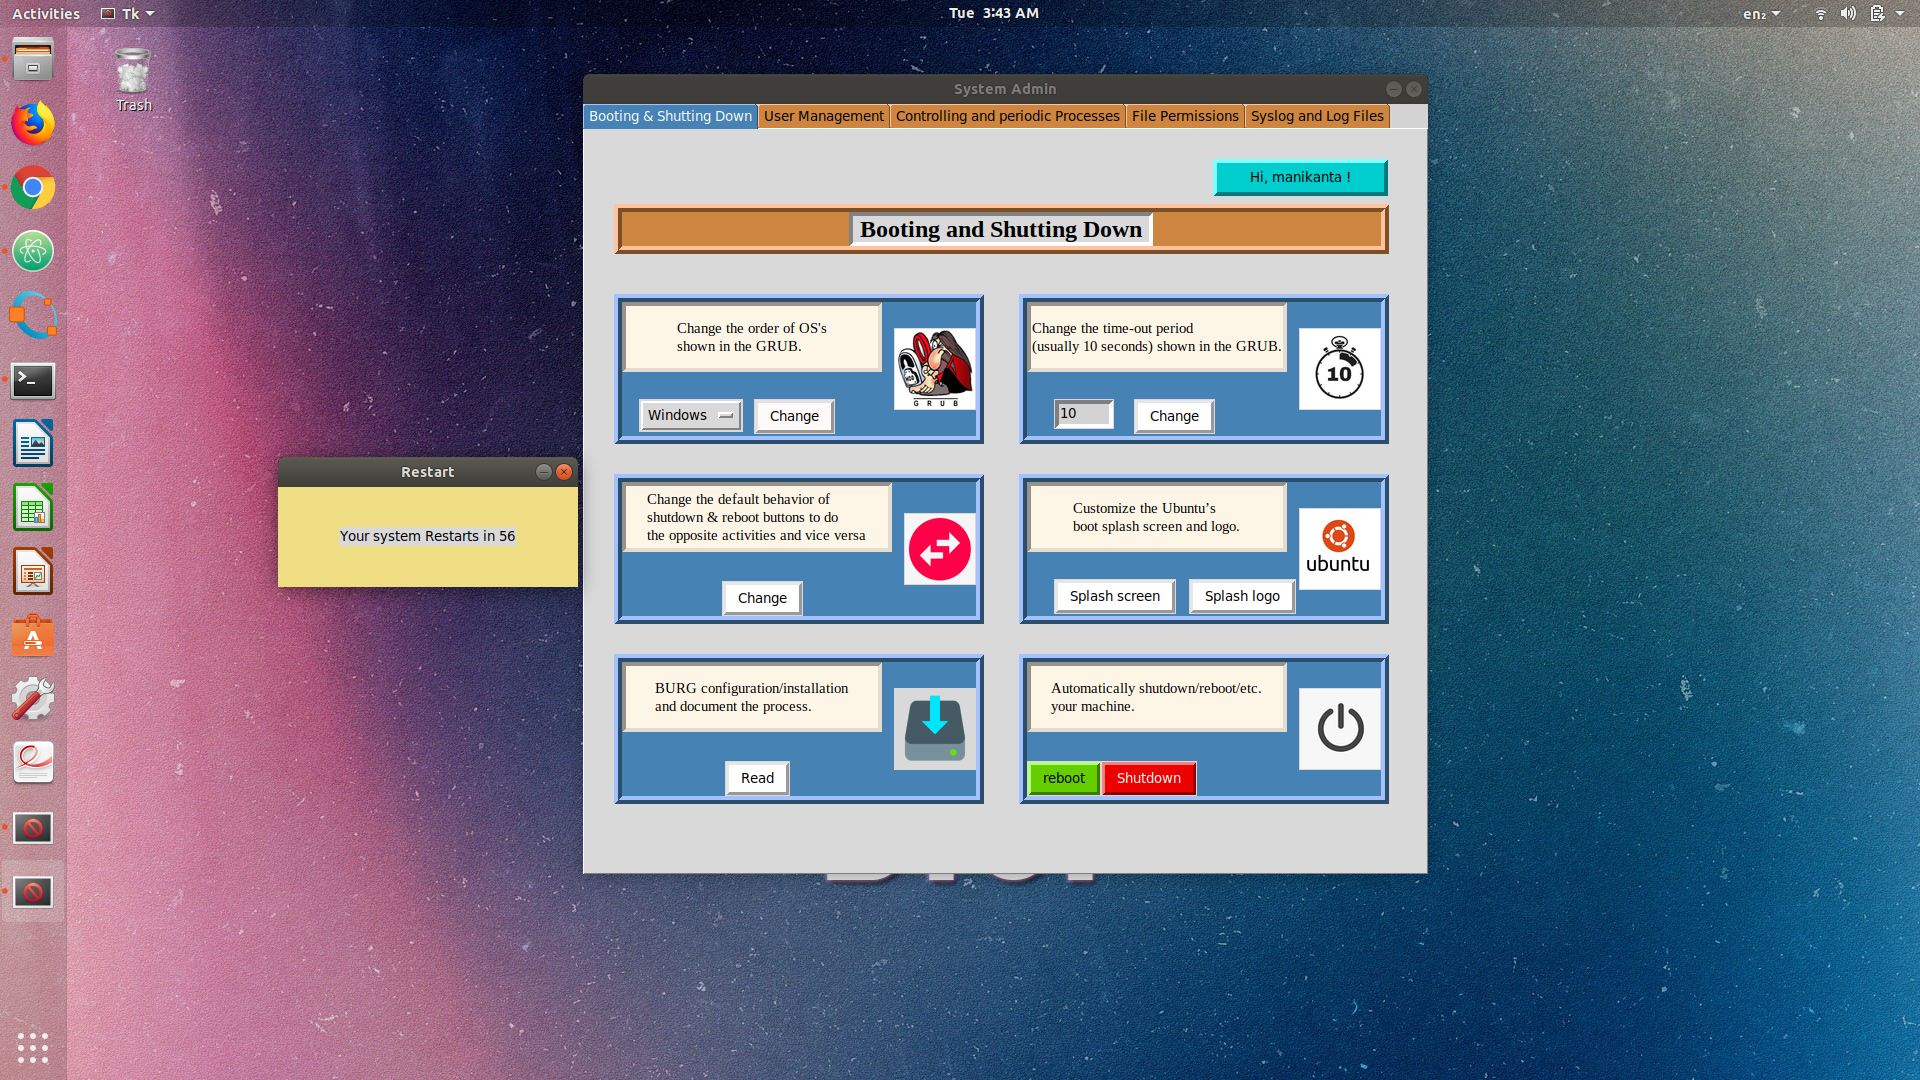 Activities
Tk
Tue 3:43 AM
en₂
Trash
System Admin
Booting & Shutting Down
User Management
Controlling and periodic Processes
File Permissions
Syslog and Log Files
Hi, manikanta !
Booting and Shutting Down
Change the order of OS's
shown in the GRUB.
GRUB
Windows
Change
Change the time-out period
(usually 10 seconds) shown in the GRUB.
10
10
Change
Restart
Your system Restarts in 56
Change the default behavior of
shutdown & reboot buttons to do
the opposite activities and vice versa
Change
Customize the Ubuntu’s
boot splash screen and logo.
ubuntu
Splash screen
Splash logo
BURG configuration/installation
and document the process.
Read
Automatically shutdown/reboot/etc.
your machine.
reboot
Shutdown